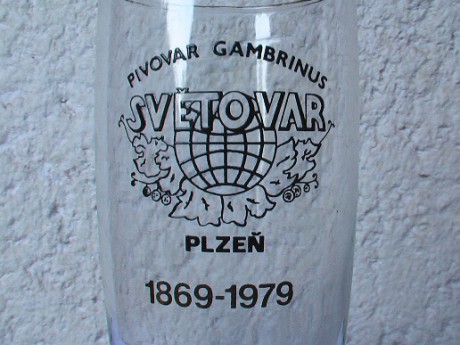 PIVOVAR GAMBRINUS
SVĚTOVAR
PLZEŇ
1869-1979